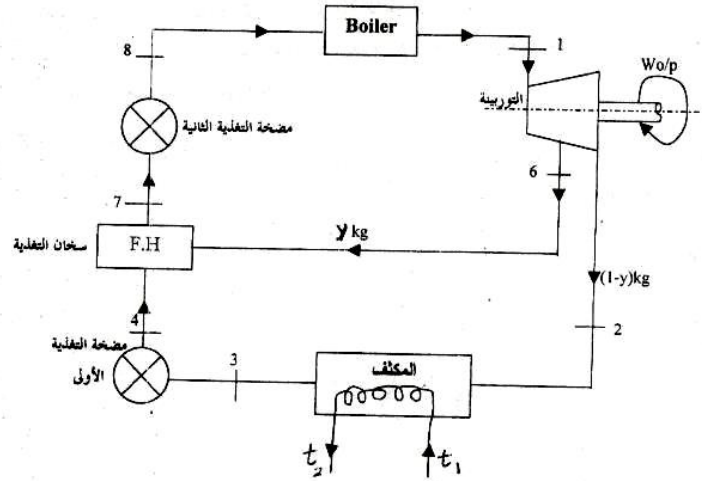 Boiler
8
1
Wo/p
التوربينة
مضخة التغذية الثانية
6
7
سخان التغذية
F.H
y kg
(1-y)kg
4
2
مضخة التغذية
الأولى
3
المكثف
t₂
t₁